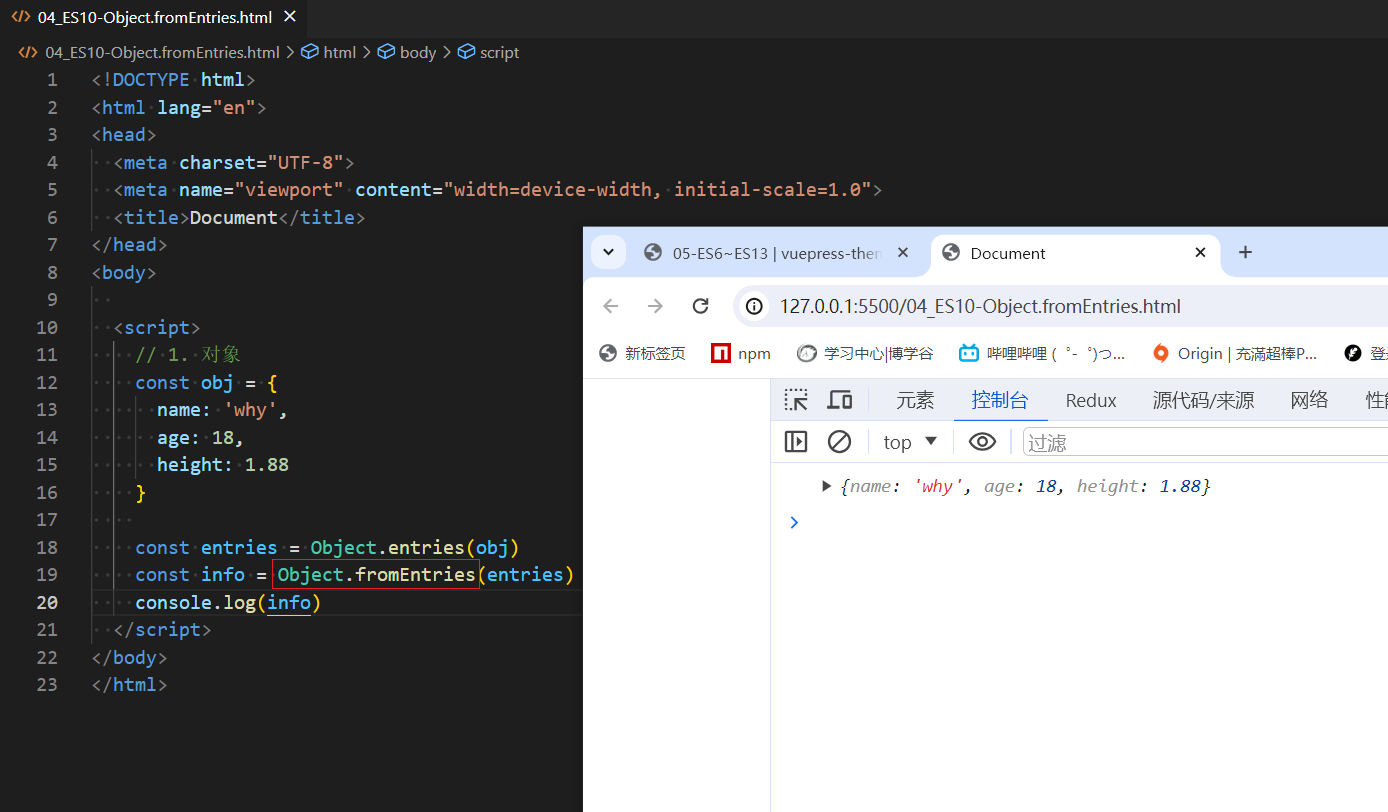 04_ES10-Object.fromEntries.html
04_ES10-Object.fromEntries.html > html > body > script
1 <!DOCTYPE html>
2 <html lang="en">
3 <head>
4 <meta charset="UTF-8">
5 <meta name="viewport" content="width=device-width, initial-scale=1.0">
6 <title>Document</title>
7 </head>
8 <body>
9
10 <script>
11 // 1. 对象
12 const obj = {
13 name: 'why',
14 age: 18,
15 height: 1.88
16 }
17
18 const entries = Object.entries(obj)
19 const info = Object.fromEntries(entries)
20 console.log(info)
21 </script>
22 </body>
23 </html>
05-ES6~ES13 | vuepress-then
Document
127.0.0.1:5500/04_ES10-Object.fromEntries.html
新标签页 npm 学习中心|博学谷 哔哩哔哩 (゜-゜)つ... Origin | 充滿超棒P... 登
元素 控制台 Redux 源代码/来源 网络 性能
top 过滤
{name: 'why', age: 18, height: 1.88}